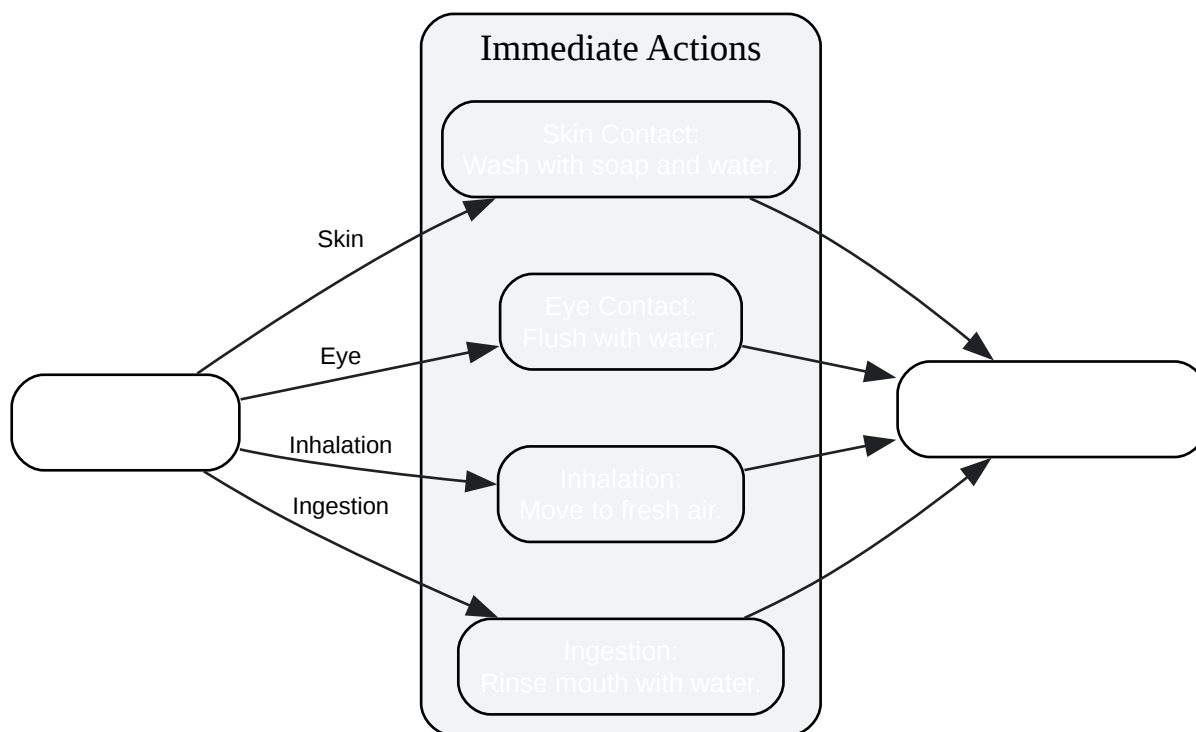 Immediate Actions
Skin Contact:
Wash with soap and water.
Skin
Eye Contact:
Flush with water.
Eye
Inhalation
Inhalation:
Move to fresh air.
Ingestion
Ingestion:
Rinse mouth with water.